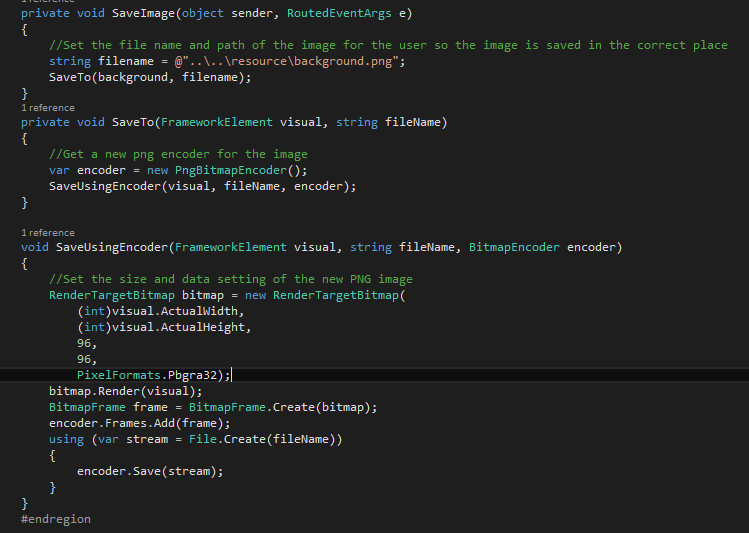 1 reference
private void SaveImage(object sender, RoutedEventArgs e)
{
//Set the file name and path of the image for the user so the image is saved in the correct place
string filename = @"..\..\resource\background.png";
SaveTo(background, filename);
}
1 reference
private void SaveTo(FrameworkElement visual, string fileName)
{
//Get a new png encoder for the image
var encoder = new PngBitmapEncoder();
SaveUsingEncoder(visual, fileName, encoder);
}
1 reference
void SaveUsingEncoder(FrameworkElement visual, string fileName, BitmapEncoder encoder)
{
//Set the size and data setting of the new PNG image
RenderTargetBitmap bitmap = new RenderTargetBitmap(
(int)visual.ActualWidth,
(int)visual.ActualHeight,
96,
96,
PixelFormats.Pbgra32);
bitmap.Render(visual);
BitmapFrame frame = BitmapFrame.Create(bitmap);
encoder.Frames.Add(frame);
using (var stream = File.Create(fileName))
{
encoder.Save(stream);
}
}
#endregion